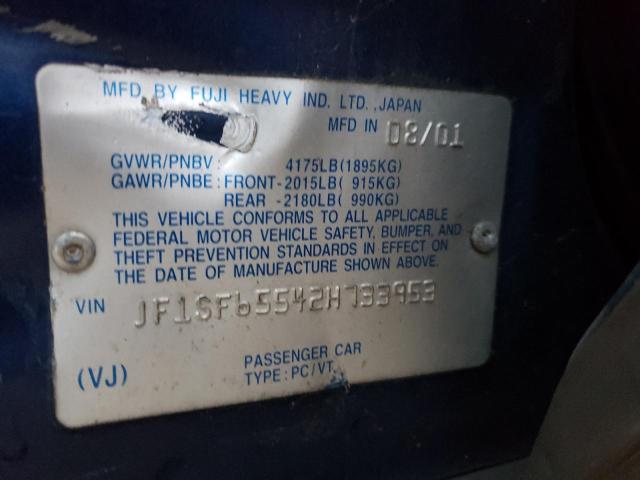 MFD. BY FUJI HEAVY IND. LTD., JAPAN
MFD IN 08/01
GVWR/PNBV: 4175LB(1895KG)
GAWR/PNBE: FRONT-2015LB( 915KG)
REAR -2180LB( 990KG)
THIS VEHICLE CONFORMS TO ALL APPLICABLE
FEDERAL MOTOR VEHICLE SAFETY, BUMPER, AND
THEFT PREVENTION STANDARDS IN EFFECT ON
THE DATE OF MANUFACTURE SHOWN ABOVE.
VIN JF1SF65542H733953
PASSENGER CAR
(VJ) TYPE: PC/VT